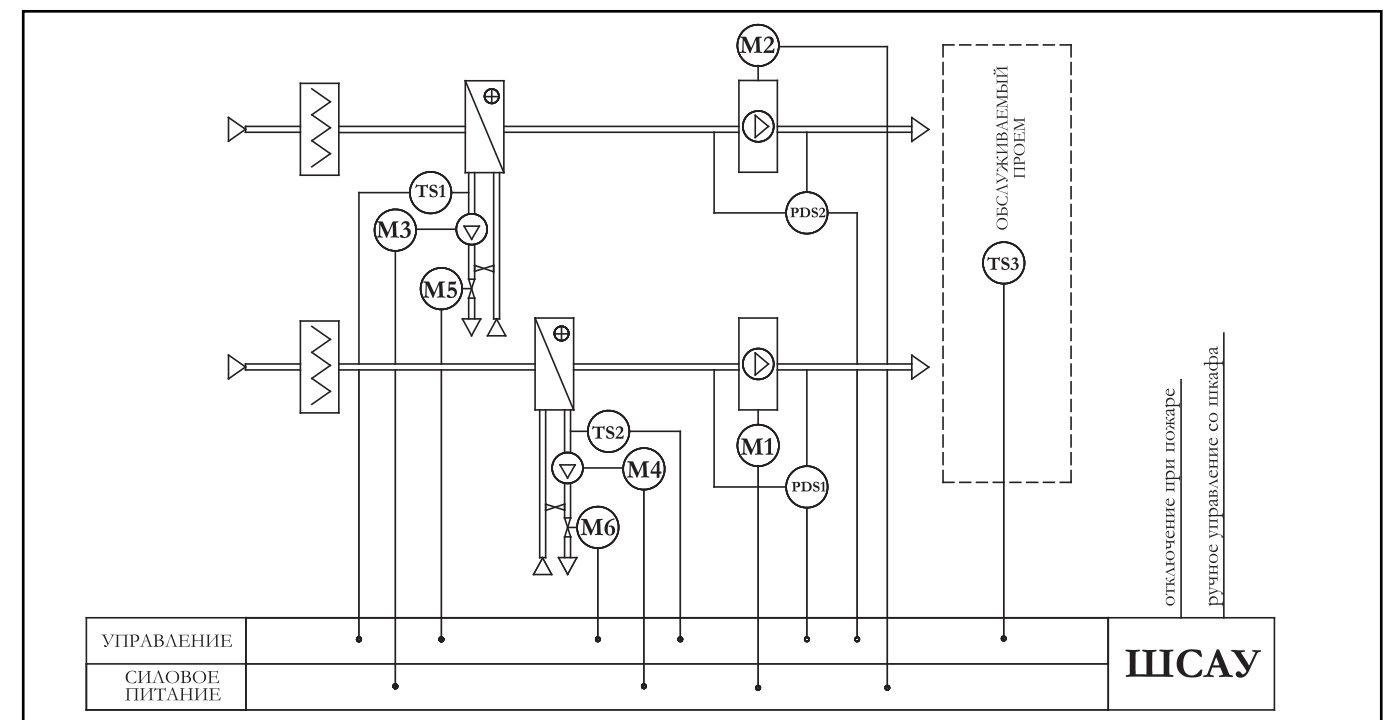 M2
ОБСЛУЖИВАЕМЫЙ
ПРОЕМ
TS1
PDS2
M3
TS3
M5
TS2
M1
M4
PDS1
M6
отключение при пожаре
ручное управление со шкафа
УПРАВЛЕНИЕ
СИЛОВОЕ
ПИТАНИЕ
ШСАУ